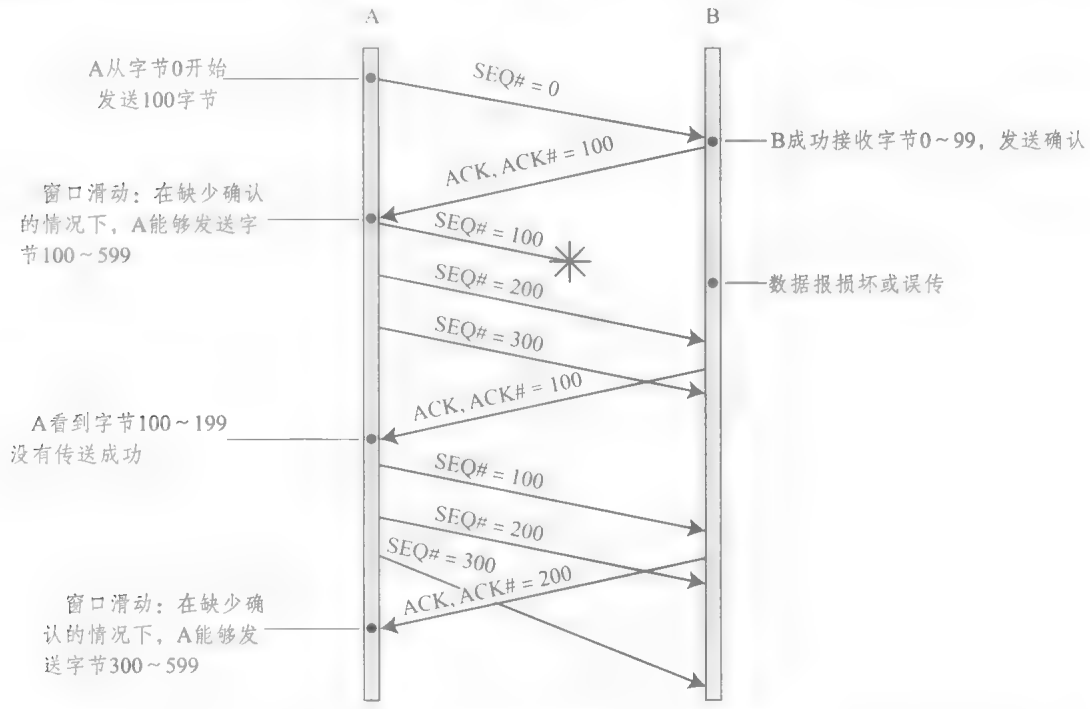 A
B
A从字节0开始
发送100字节
SEQ# = 0
B成功接收字节0~99，发送确认
ACK, ACK# = 100
窗口滑动：在缺少确认
的情况下，A能够发送字
节100~599
SEQ# = 100
SEQ# = 200
数据报损坏或误传
SEQ# = 300
ACK, ACK# = 100
A看到字节100~199
没有传送成功
SEQ# = 100
SEQ# = 200
SEQ# = 300
ACK, ACK# = 200
窗口滑动：在缺少确
认的情况下，A能够发
送字节300~599